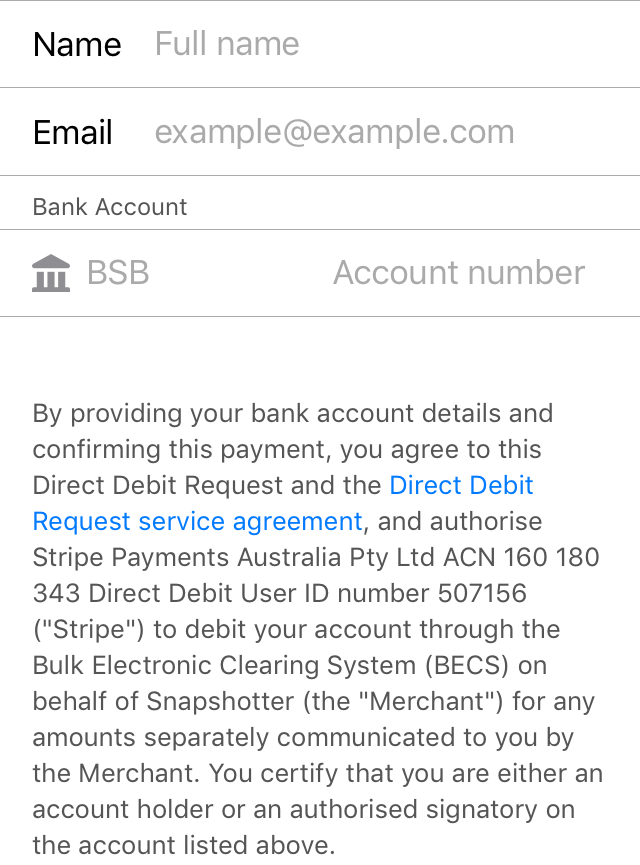 Name Full name
Email example@example.com
Bank Account
BSB Account number
By providing your bank account details and
confirming this payment, you agree to this
Direct Debit Request and the Direct Debit
Request service agreement, and authorise
Stripe Payments Australia Pty Ltd ACN 160 180
343 Direct Debit User ID number 507156
("Stripe") to debit your account through the
Bulk Electronic Clearing System (BECS) on
behalf of Snapshotter (the "Merchant") for any
amounts separately communicated to you by
the Merchant. You certify that you are either an
account holder or an authorised signatory on
the account listed above.